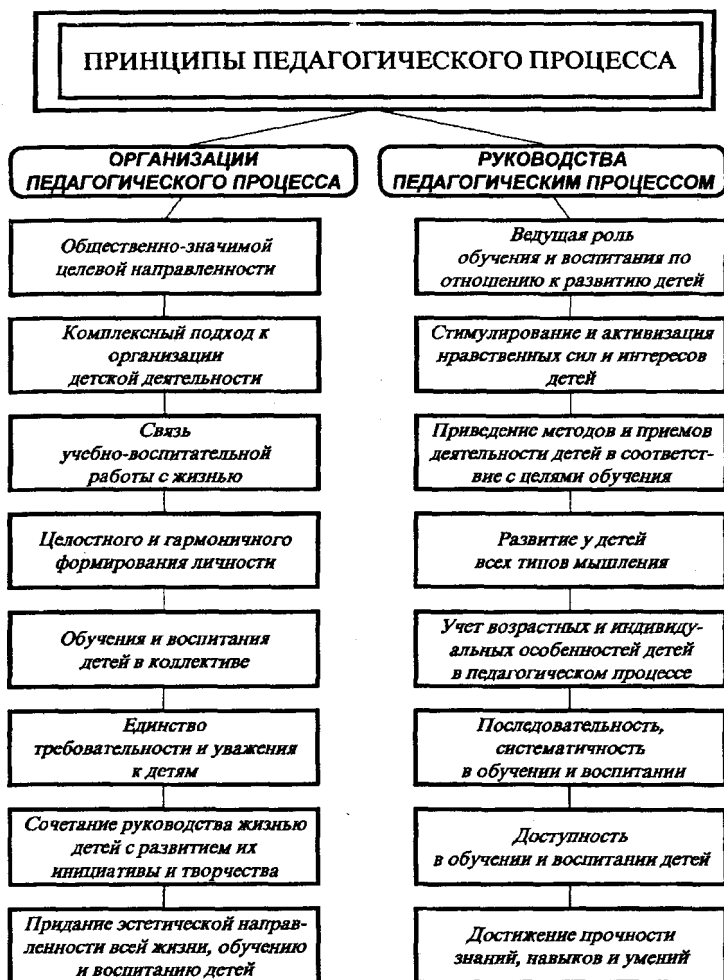 ПРИНЦИПЫ ПЕДАГОГИЧЕСКОГО ПРОЦЕССА
ОРГАНИЗАЦИИ
ПЕДАГОГИЧЕСКОГО ПРОЦЕССА
Общественно-значимой
целевой направленности
Комплексный подход к
организации
детской деятельности
Связь
учебно-воспитательной
работы с жизнью
Целостного и гармоничного
формирования личности
Обучения и воспитания
детей в коллективе
Единство
требовательности и уважения
к детям
Сочетание руководства жизнью
детей с развитием их
инициативы и творчества
Придание эстетической направ-
ленности всей жизни, обучению
и воспитанию детей
РУКОВОДСТВА
ПЕДАГОГИЧЕСКИМ ПРОЦЕССОМ
Ведущая роль
обучения и воспитания по
отношению к развитию детей
Стимулирование и активизация
нравственных сил и интересов
детей
Приведение методов и приемов
деятельности детей в соответст-
вие с целями обучения
Развитие у детей
всех типов мышления
Учет возрастных и индивиду-
альных особенностей детей
в педагогическом процессе
Последовательность,
систематичность
в обучении и воспитании
Доступность
в обучении и воспитании детей
Достижение прочности
знаний, навыков и умений